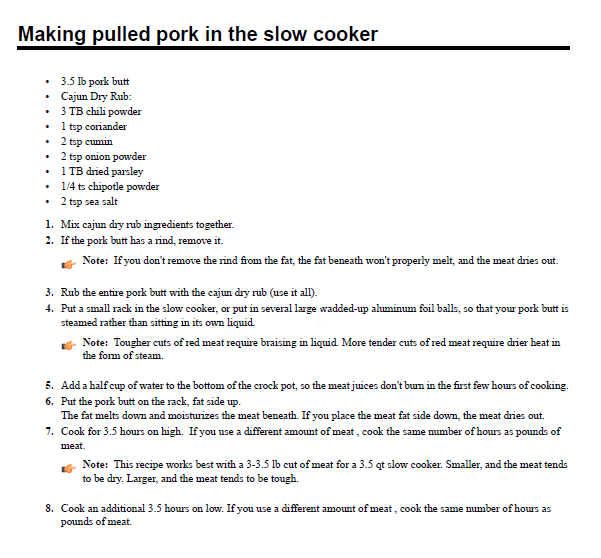 Making pulled pork in the slow cooker
• 3.5 lb pork butt
• Cajun Dry Rub:
• 3 TB chili powder
• 1 tsp coriander
• 2 tsp cumin
• 2 tsp onion powder
• 1 TB dried parsley
• 1/4 ts chipotle powder
• 2 tsp sea salt
1. Mix cajun dry rub ingredients together.
2. If the pork butt has a rind, remove it.
Note: If you don't remove the rind from the fat, the fat beneath won't properly melt, and the meat dries out.
3. Rub the entire pork butt with the cajun dry rub (use it all).
4. Put a small rack in the slow cooker, or put in several large wadded-up aluminum foil balls, so that your pork butt is
steamed rather than sitting in its own liquid.
Note: Tougher cuts of red meat require braising in liquid. More tender cuts of red meat require drier heat in
the form of steam.
5. Add a half cup of water to the bottom of the crock pot, so the meat juices don't burn in the first few hours of cooking.
6. Put the pork butt on the rack, fat side up.
The fat melts down and moisturizes the meat beneath. If you place the meat fat side down, the meat dries out.
7. Cook for 3.5 hours on high. If you use a different amount of meat , cook the same number of hours as pounds of
meat.
Note: This recipe works best with a 3-3.5 lb cut of meat for a 3.5 qt slow cooker. Smaller, and the meat tends
to be dry. Larger, and the meat tends to be tough.
8. Cook an additional 3.5 hours on low. If you use a different amount of meat , cook the same number of hours as
pounds of meat.